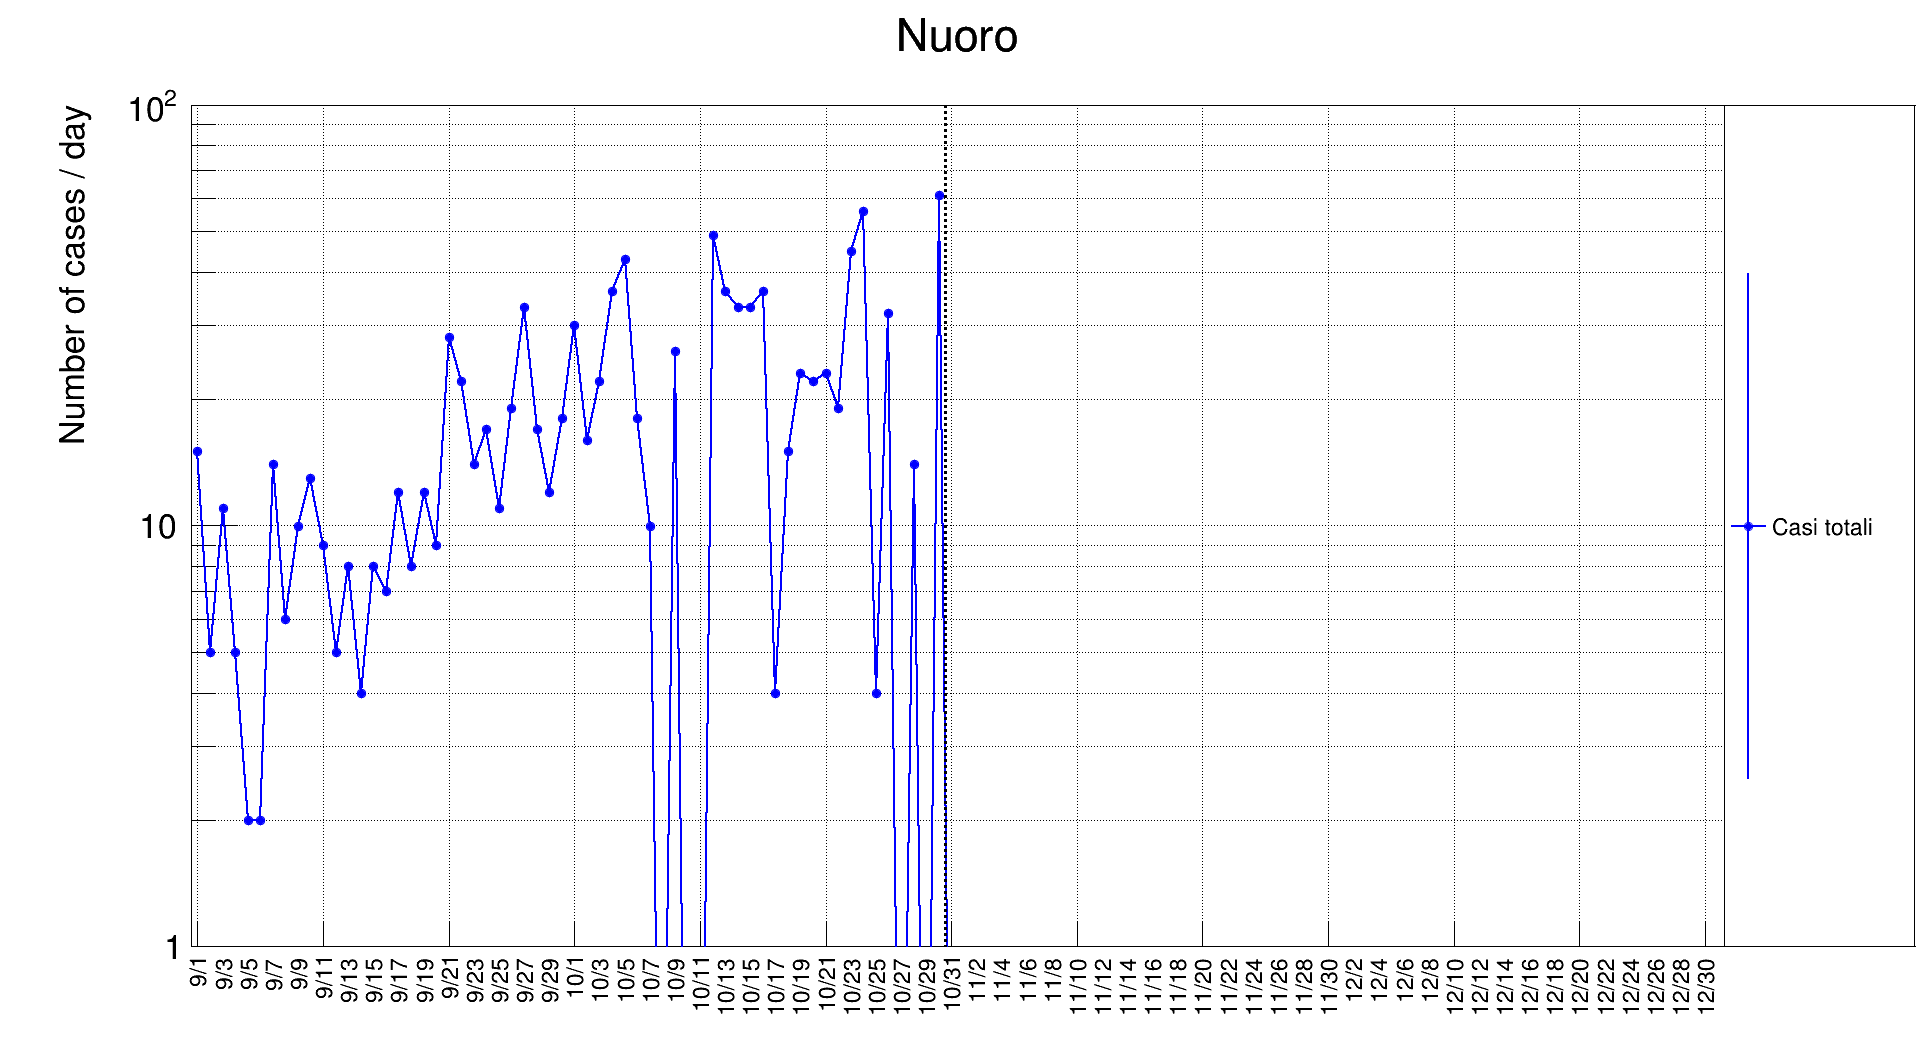 Nuoro
Number of cases / day
10²
10
1
9/1 9/3 9/5 9/7 9/9 9/11 9/13 9/15 9/17 9/19 9/21 9/23 9/25 9/27 9/29 10/1 10/3 10/5 10/7 10/9 10/11 10/13 10/15 10/17 10/19 10/21 10/23 10/25 10/27 10/29 10/31 11/2 11/4 11/6 11/8 11/10 11/12 11/14 11/16 11/18 11/20 11/22 11/24 11/26 11/28 11/30 12/2 12/4 12/6 12/8 12/10 12/12 12/14 12/16 12/18 12/20 12/22 12/24 12/26 12/28 12/30
Casi totali